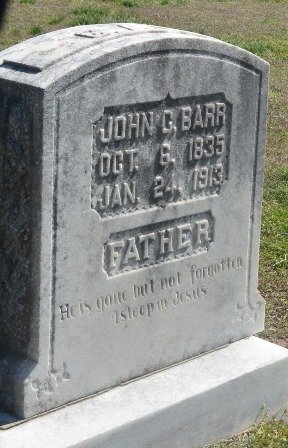 JOHN C. BARR
OCT. 6, 1835
JAN. 24, 1913
FATHER
He is gone but not forgotten
Asleep in Jesus